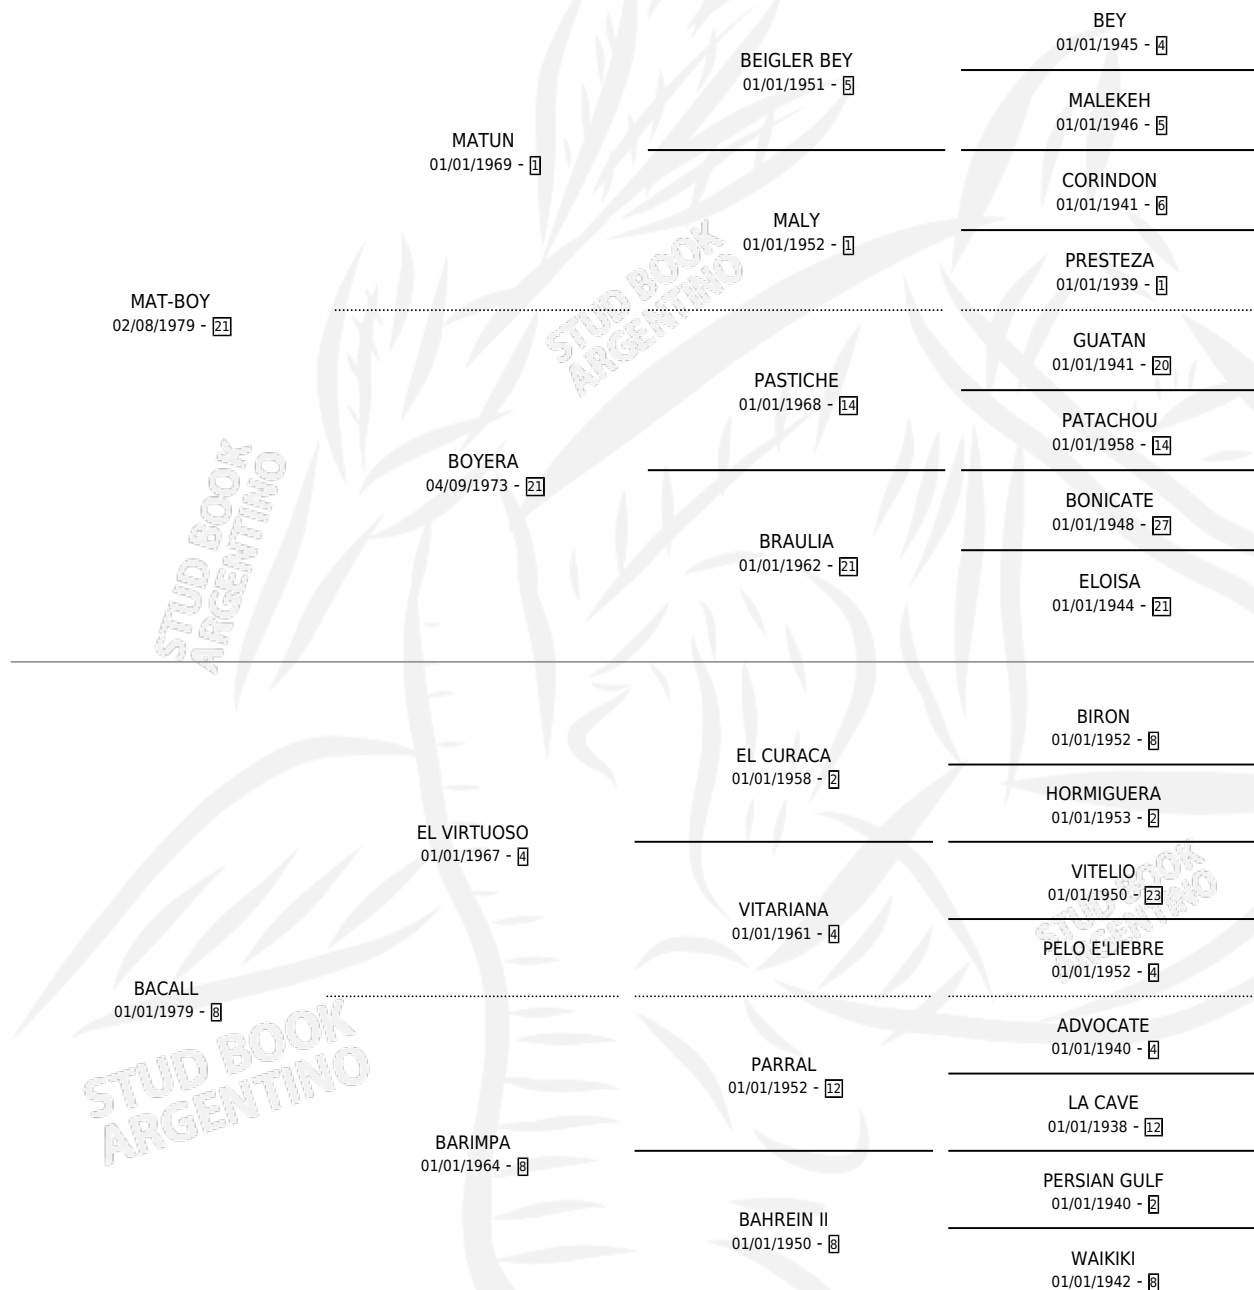 BEY
01/01/1945 - 4
BEIGLER BEY
01/01/1951 - 5
MALEKEH
01/01/1946 - 5
MATUN
01/01/1969 - 1
CORINDON
01/01/1941 - 6
MALY
01/01/1952 - 1
PRESTEZA
01/01/1939 - 1
MAT-BOY
02/08/1979 - 21
GUATAN
01/01/1941 - 20
PASTICHE
01/01/1968 - 14
PATACHOU
01/01/1958 - 14
BOYERA
04/09/1973 - 21
BONICATE
01/01/1948 - 27
BRAULIA
01/01/1962 - 21
ELOISA
01/01/1944 - 21
BIRON
01/01/1952 - 8
EL CURACA
01/01/1958 - 2
HORMIGUERA
01/01/1953 - 2
EL VIRTUOSO
01/01/1967 - 4
VITELIO
01/01/1950 - 23
VITARIANA
01/01/1961 - 4
PELO E'LIEBRE
01/01/1952 - 4
BACALL
01/01/1979 - 8
ADVOCATE
01/01/1940 - 4
PARRAL
01/01/1952 - 12
LA CAVE
01/01/1938 - 12
BARIMPA
01/01/1964 - 8
PERSIAN GULF
01/01/1940 - 2
BAHREIN II
01/01/1950 - 8
WAIKIKI
01/01/1942 - 8
STUD BOOK
ARGENTINO
STUD BOOK
ARGENTINO
STUD BOOK
ARGENTINO
STUD BOOK
ARGENTINO